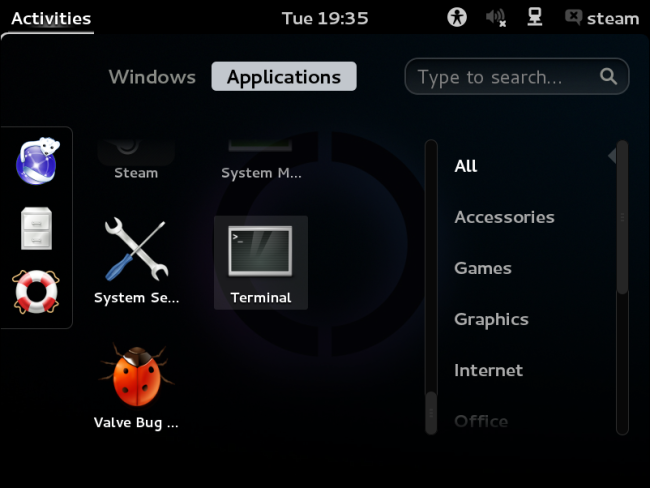 Activities
Tue 19:35
steam
Windows
Applications
Type to search...
Steam
System M...
System Se...
Terminal
Valve Bug ...
All
Accessories
Games
Graphics
Internet
Office